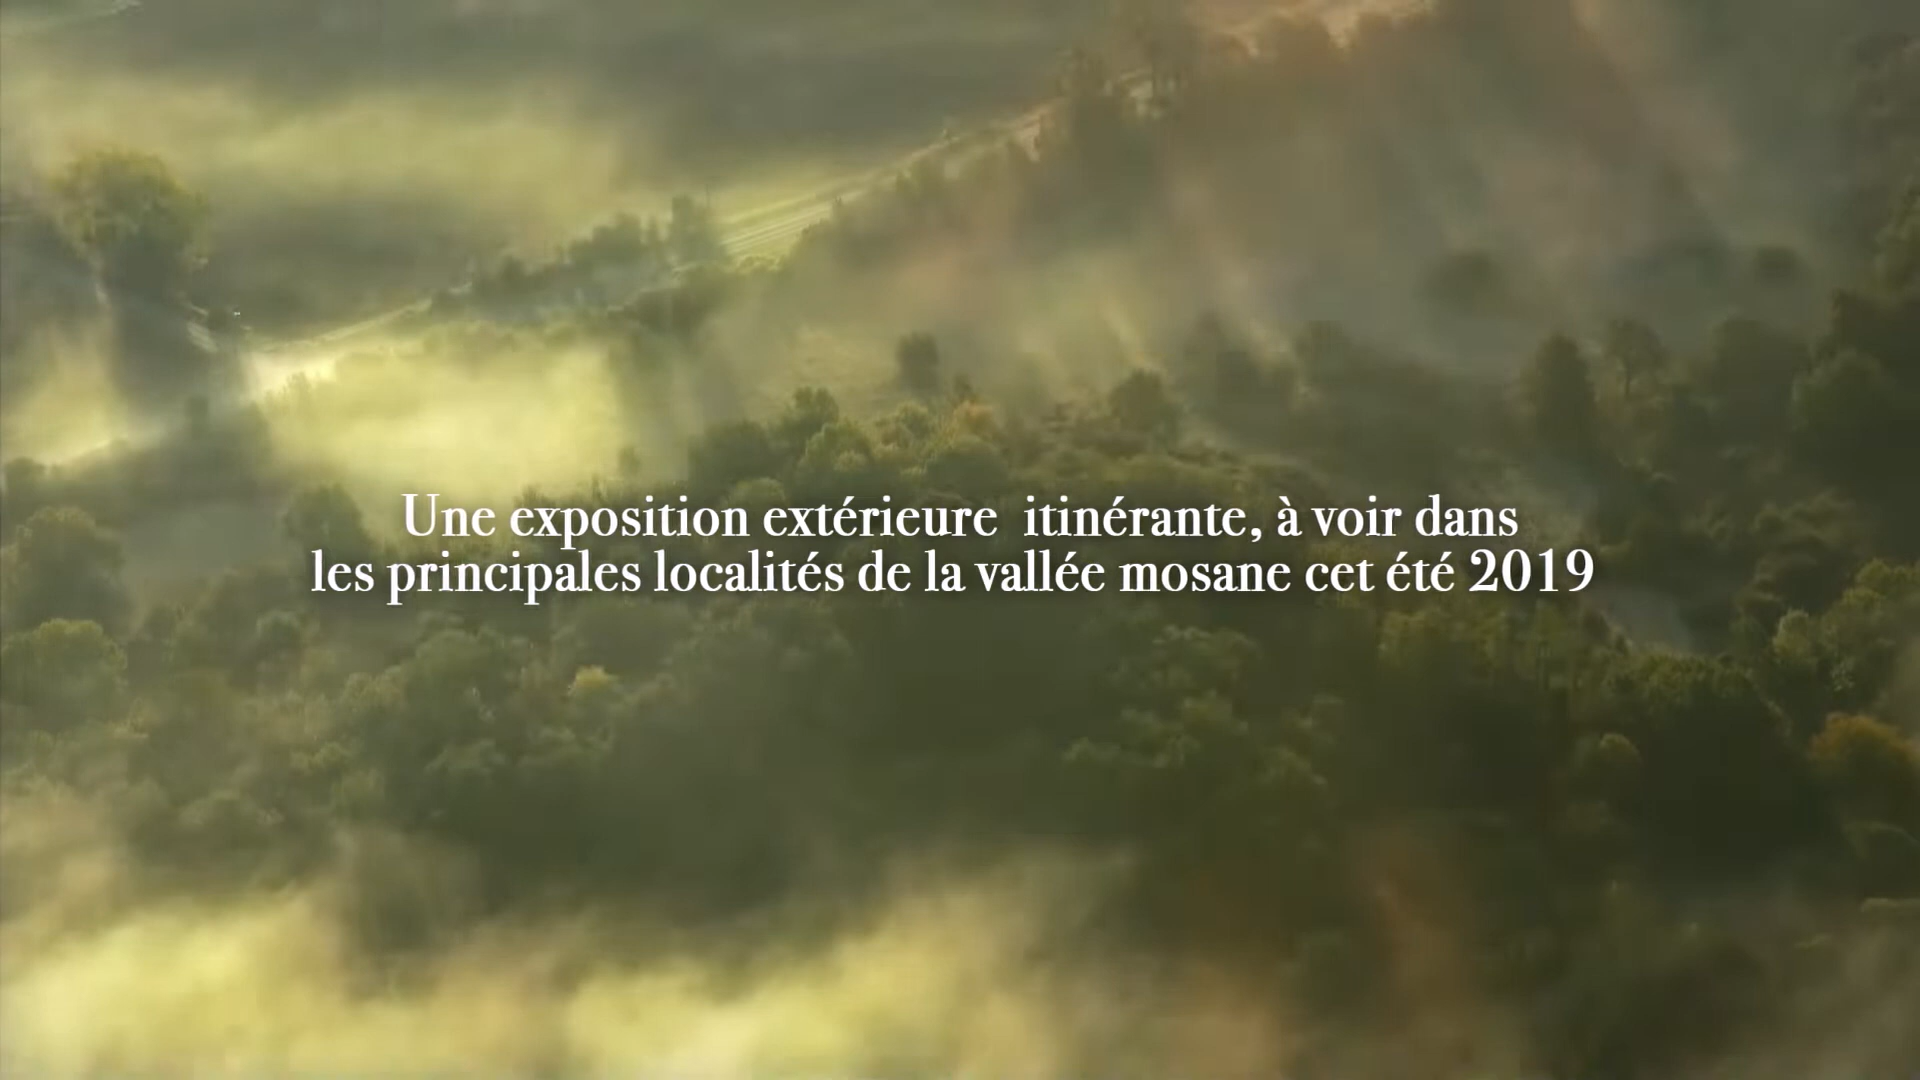 Une exposition extérieure  itinérante, à voir dans
les principales localités de la vallée mosane cet été 2019